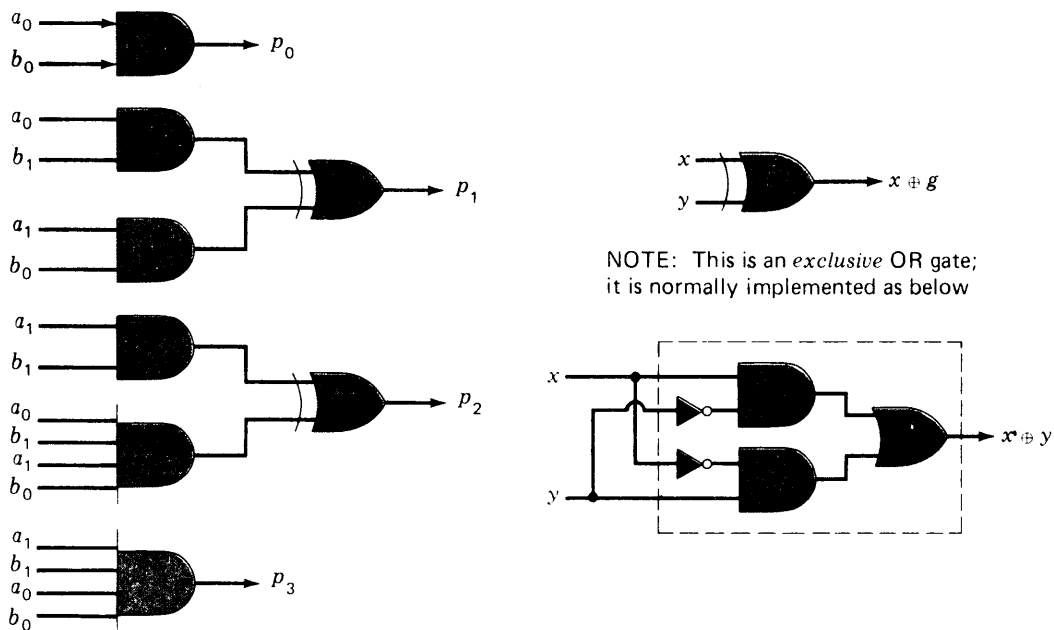 a₀
b₀
p₀
a₀
b₁
a₁
b₀
p₁
a₁
b₁
a₀
b₁
a₁
b₀
p₂
a₁
b₁
a₀
b₀
p₃
x
y
x ⊕ g
NOTE: This is an exclusive OR gate;
it is normally implemented as below
x
y
x ⊕ y